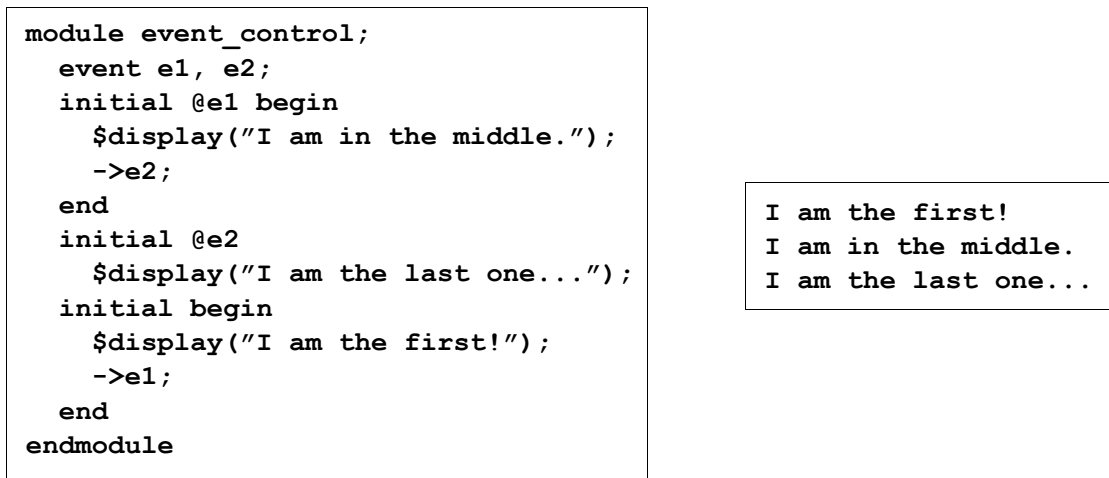 module event_control;
event e1, e2;
initial @e1 begin
$display(″I am in the middle.″);
->e2;
end
initial @e2
$display(″I am the last one...″);
initial begin
$display(″I am the first!″);
->e1;
end
endmodule
I am the first!
I am in the middle.
I am the last one...